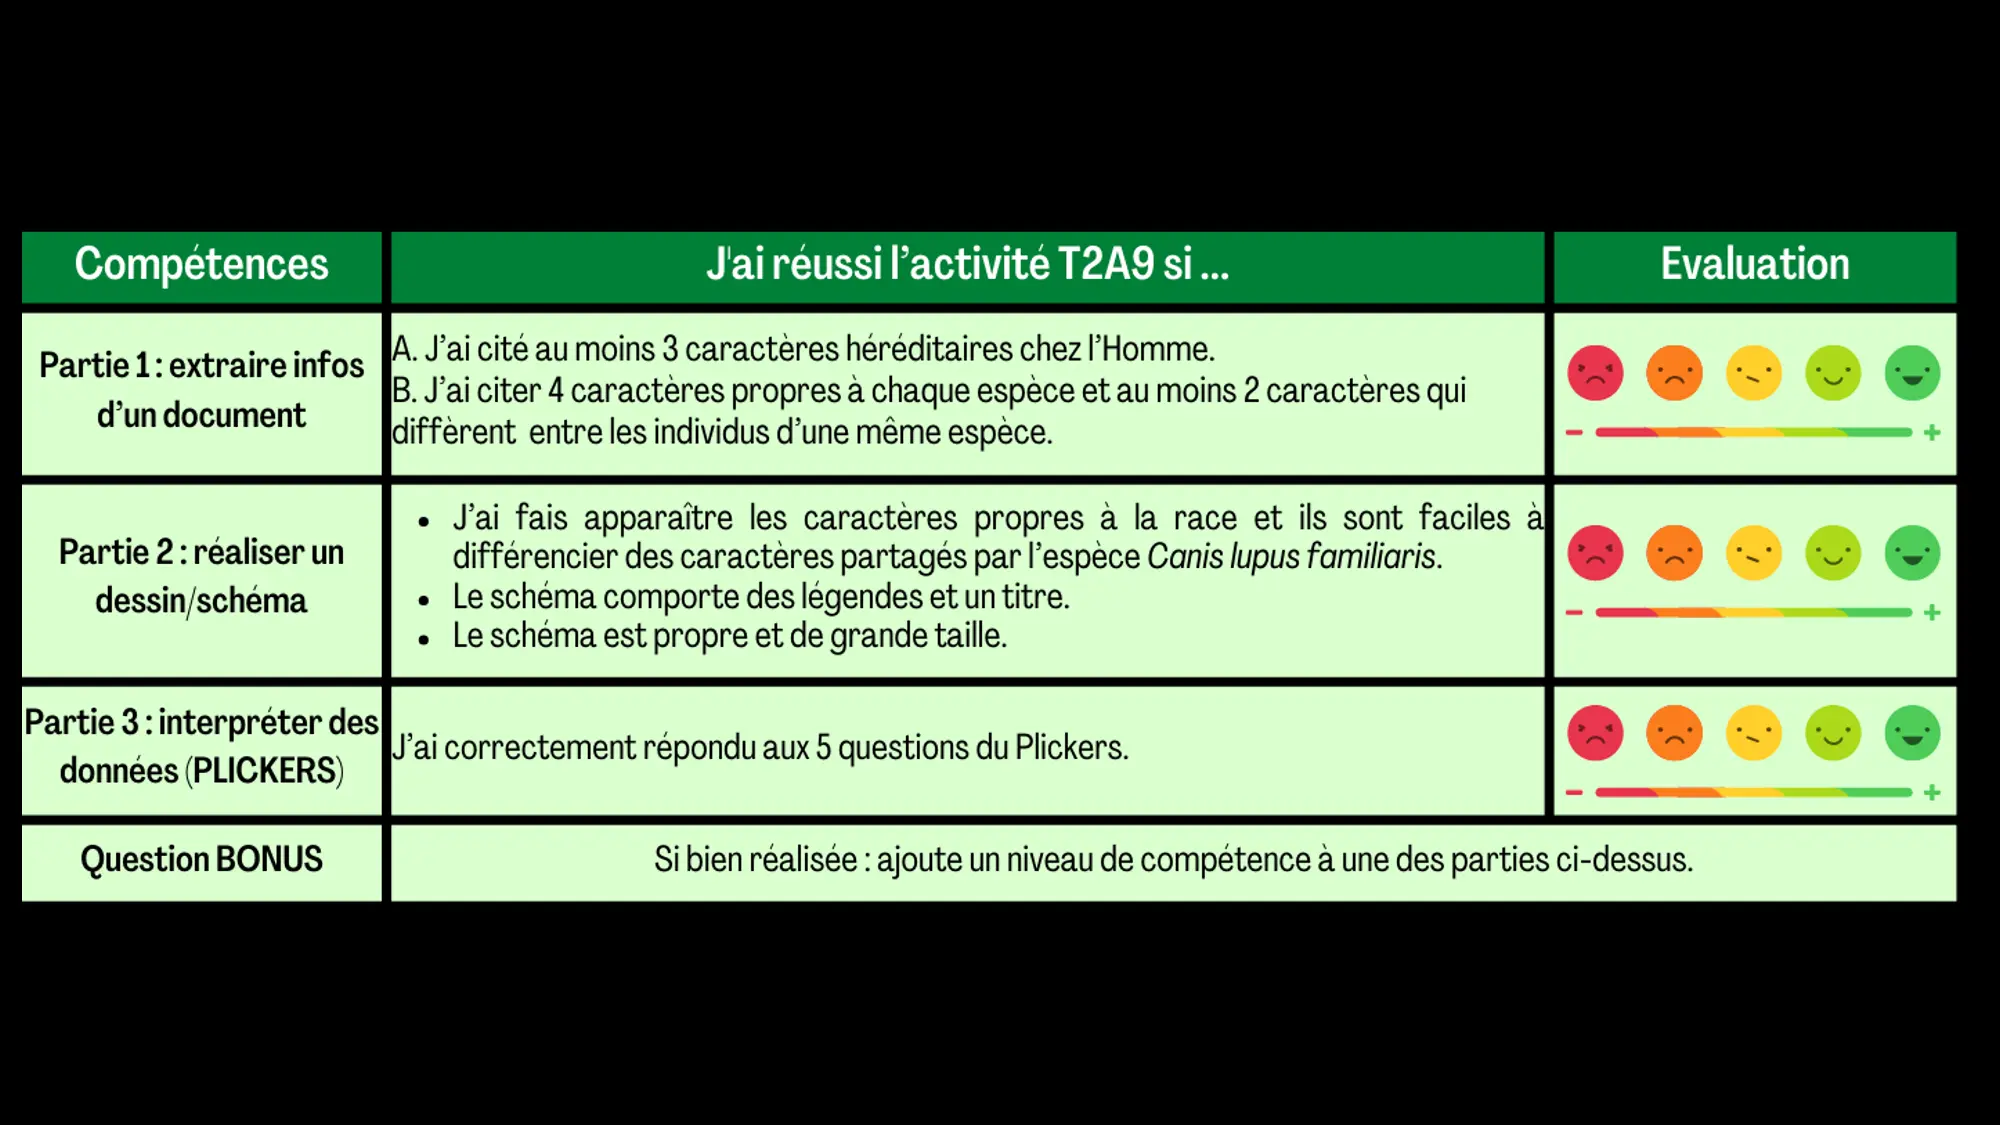 Compétences
J'ai réussi l’activité T2A9 si ...
Evaluation
Partie 1 : extraire infos
d’un document
A. J’ai cité au moins 3 caractères héréditaires chez l’Homme.
B. J’ai citer 4 caractères propres à chaque espèce et au moins 2 caractères qui
diffèrent entre les individus d’une même espèce.
- +
Partie 2 : réaliser un
dessin/schéma
• J’ai fais apparaître les caractères propres à la race et ils sont faciles à
différencier des caractères partagés par l’espèce Canis lupus familiaris.
• Le schéma comporte des légendes et un titre.
• Le schéma est propre et de grande taille.
- +
Partie 3 : interpréter des
données (PLICKERS)
J’ai correctement répondu aux 5 questions du Plickers.
- +
Question BONUS
Si bien réalisée : ajoute un niveau de compétence à une des parties ci-dessus.